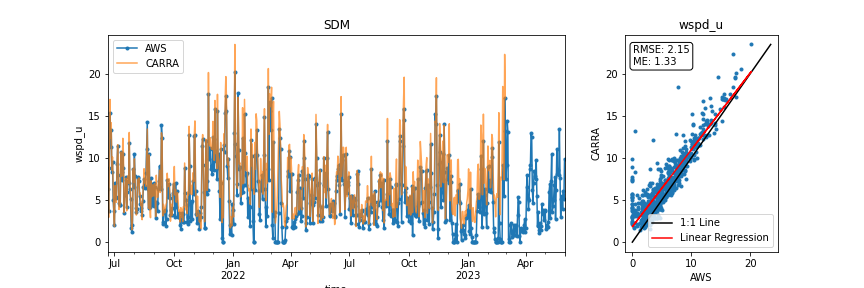 SDM
AWS
CARRA
wspd_u
20
15
10
5
0
Jul
Oct
Jan
2022
Apr
Jul
Oct
Jan
2023
Apr
wspd_u
RMSE: 2.15
ME: 1.33
CARRA
20
15
10
5
0
1:1 Line
Linear Regression
0
10
20
AWS